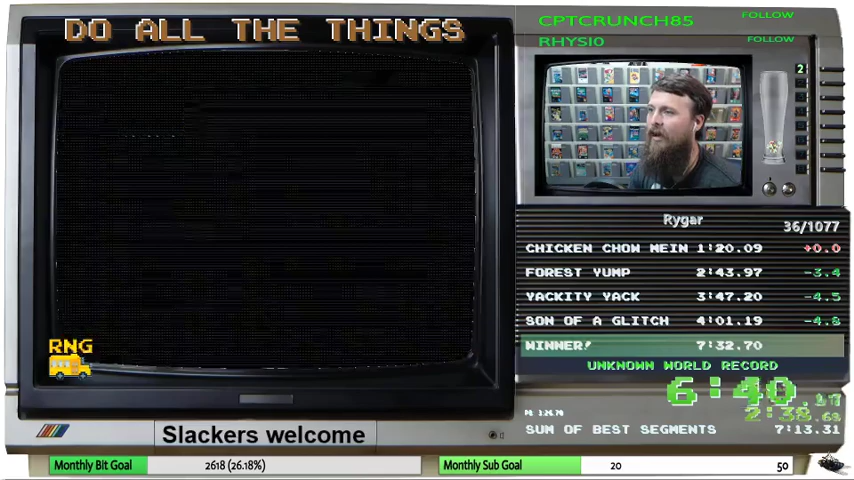 DO ALL THE THINGS
CPTCRUNCH85 FOLLOW
RHYSI0 FOLLOW
2
Rygar
36/1077
CHICKEN CHOW MEIN 1:20.09 +0.0
FOREST YUMP 2:43.97 -3.4
YACKITY YACK 3:47.20 -4.5
SON OF A GLITCH 4:01.19 -4.8
WINNER! 7:32.70
UNKNOWN WORLD RECORD
6:40
2:38.68
SUM OF BEST SEGMENTS 7:13.31
RNG
Slackers welcome
Monthly Bit Goal 2618 (26.18%)
Monthly Sub Goal 20 50